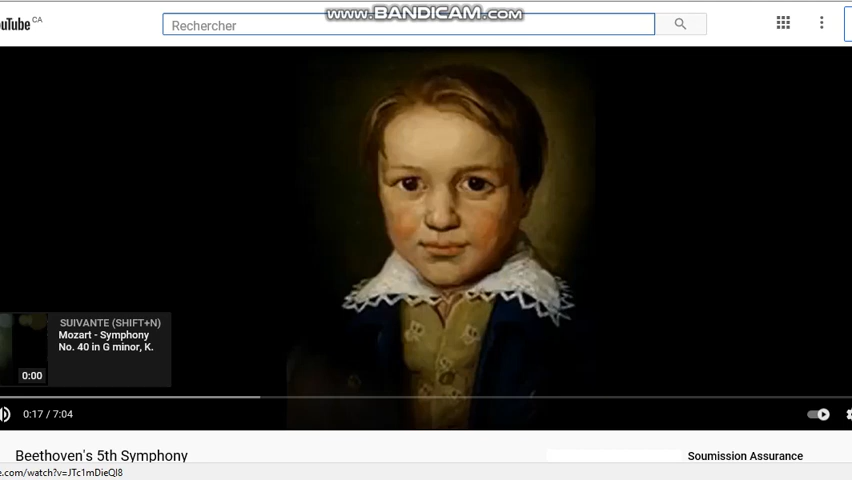 www.BANDICAM.com
uTube CA
Rechercher
SUIVANTE (SHIFT+N)
Mozart - Symphony
No. 40 in G minor, K.
0:00
0:17 / 7:04
Beethoven's 5th Symphony
Soumission Assurance
e.com/watch?v=JTc1mDieQI8